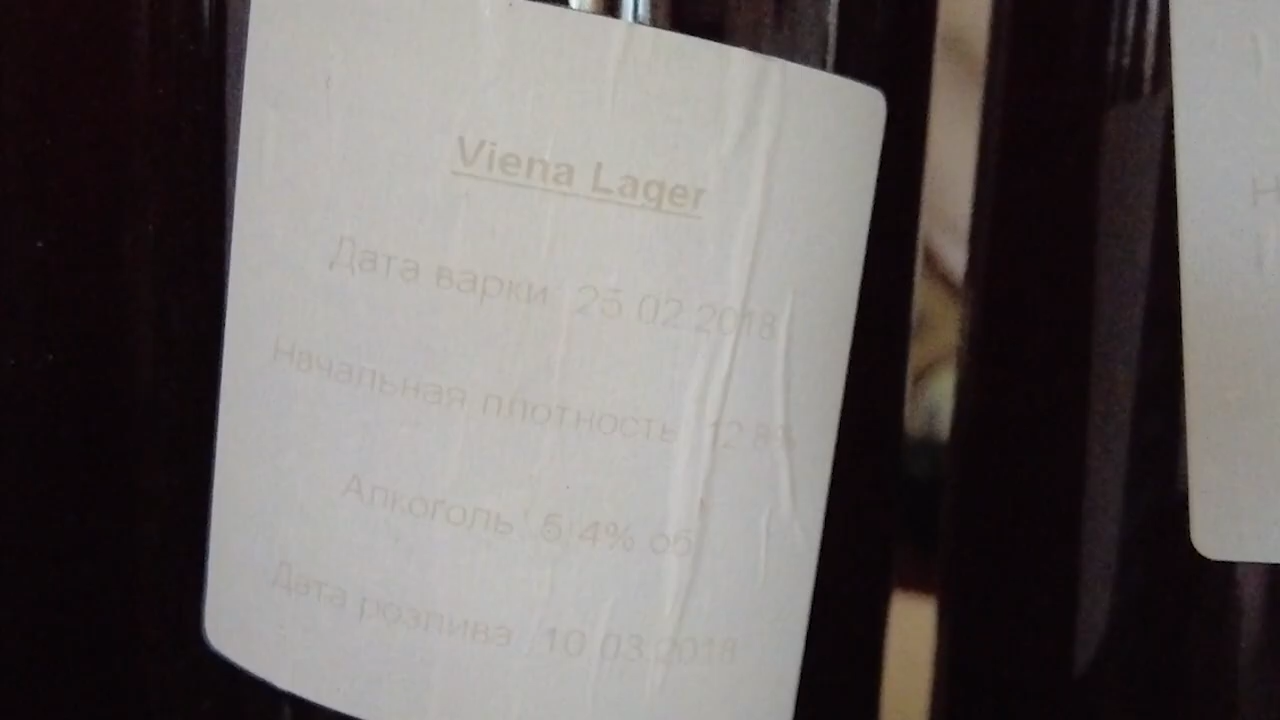 Viena Lager
Дата варки 25.02.2018
Начальная плотность
Алкоголь 5,4% об
Дата розлива 10.03.2018